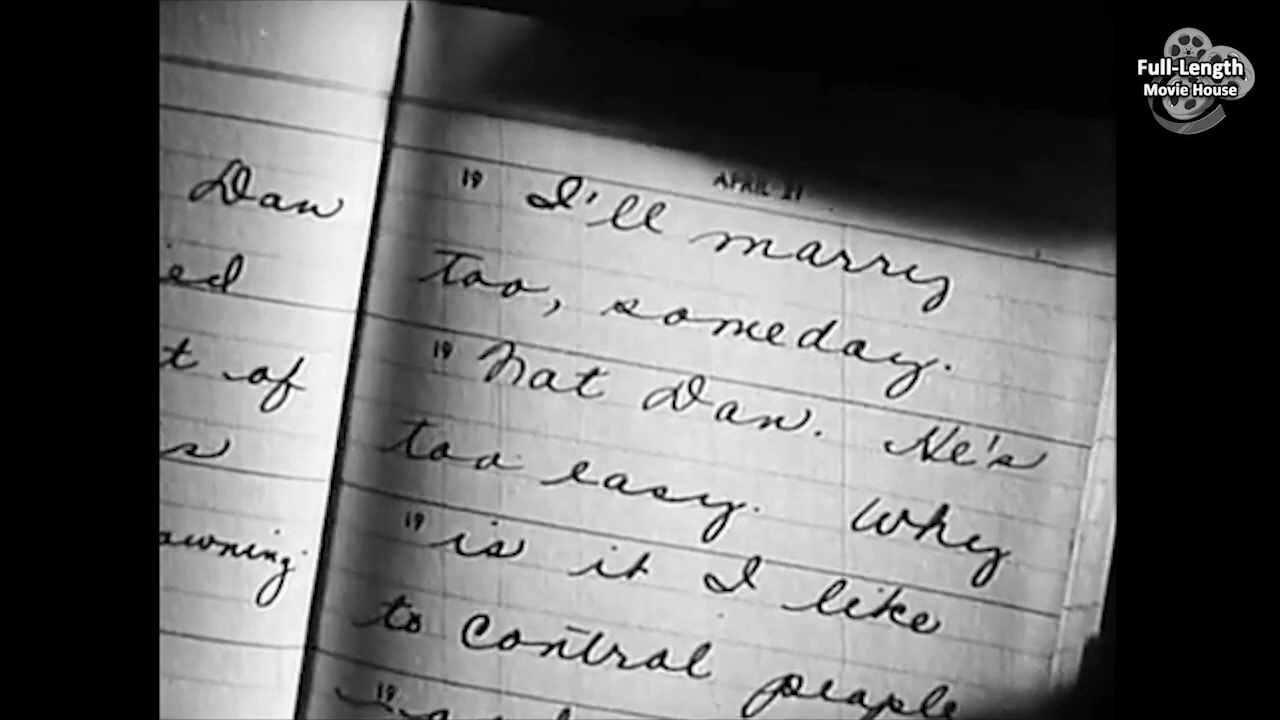 Full-Length
Movie House
Dan
ed
t of
s
awning
APRIL 21
19 I'll marry
too, someday.
19 Not Dan. He's
too easy. Why
19 is it I like
to control people
19